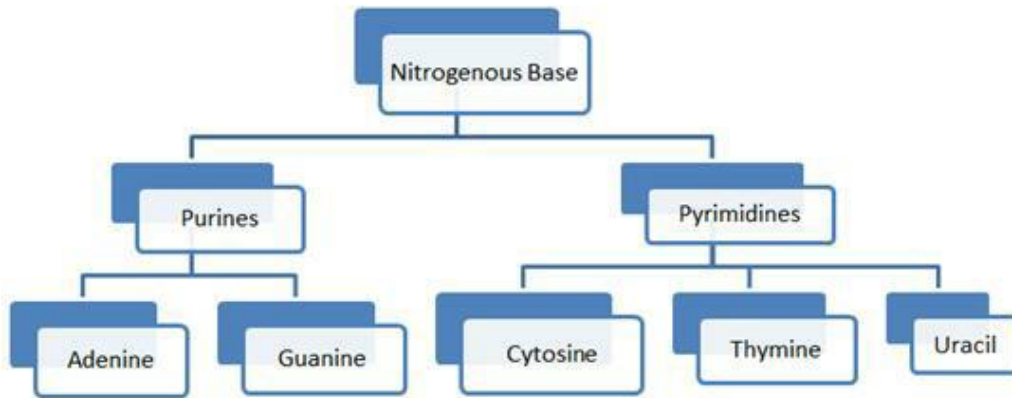 Nitrogenous Base
Purines
Pyrimidines
Adenine
Guanine
Cytosine
Thymine
Uracil